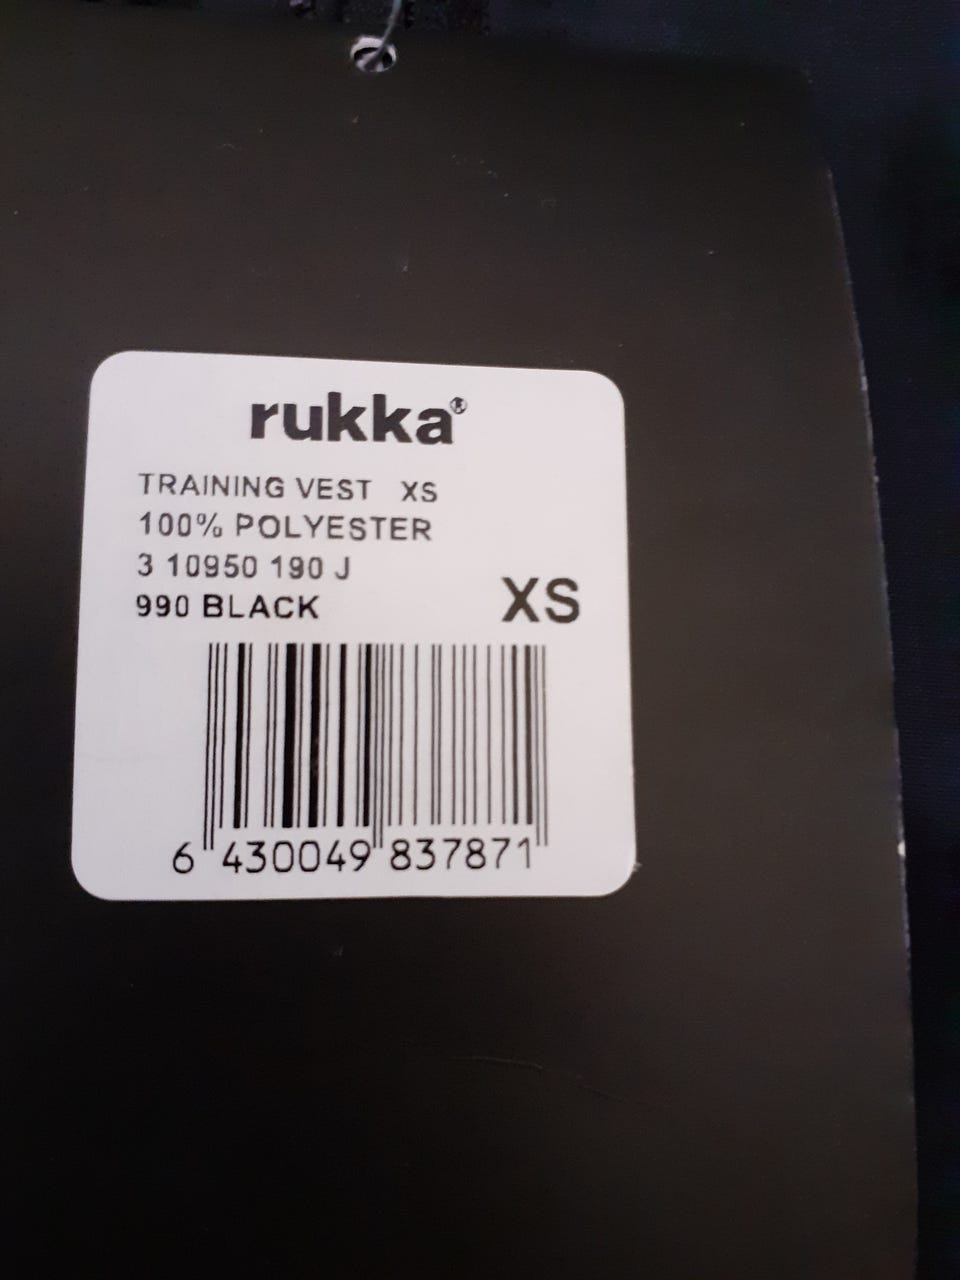 rukka®
TRAINING VEST XS
100% POLYESTER
3 10950 190 J
990 BLACK XS
6 430049 837871